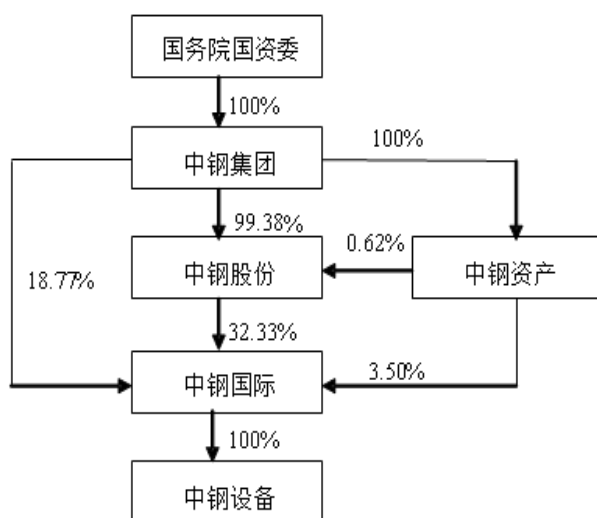 国务院国资委
100%
中钢集团
100%
99.38%
0.62%
中钢股份
中钢资产
18.77%
32.33%
中钢国际
3.50%
100%
中钢设备